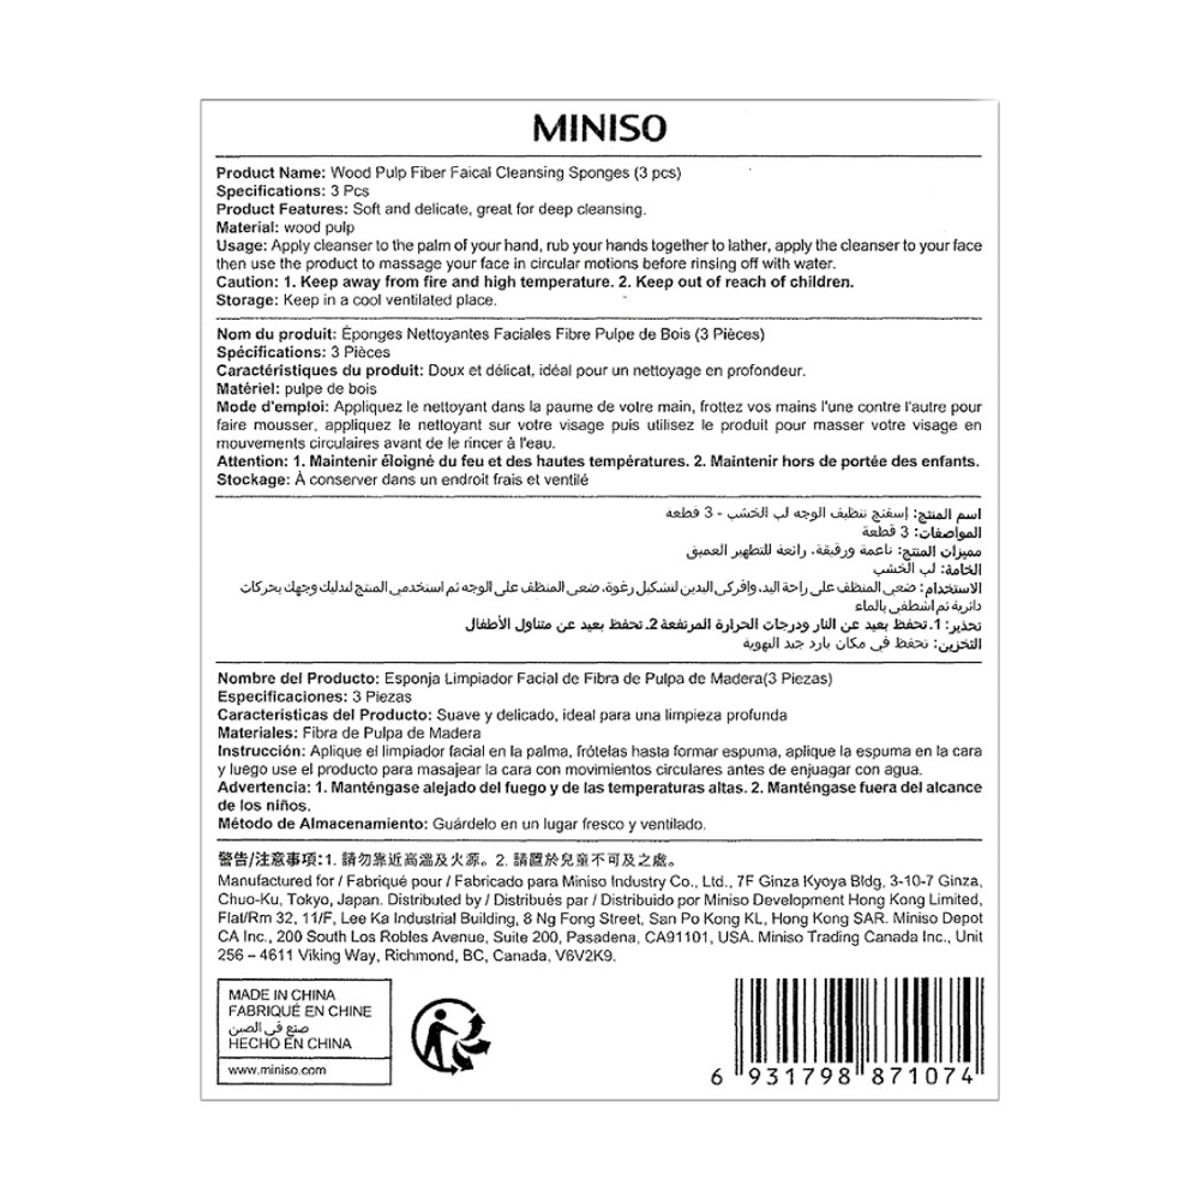 MINISO
Product Name: Wood Pulp Fiber Faical Cleansing Sponges (3 pcs)
Specifications: 3 Pcs
Product Features: Soft and delicate, great for deep cleansing.
Material: wood pulp
Usage: Apply cleanser to the palm of your hand, rub your hands together to lather, apply the cleanser to your face
then use the product to massage your face in circular motions before rinsing off with water.
Caution: 1. Keep away from fire and high temperature. 2. Keep out of reach of children.
Storage: Keep in a cool ventilated place.
Nom du produit: Éponges Nettoyantes Faciales Fibre Pulpe de Bois (3 Pièces)
Spécifications: 3 Pièces
Caractéristiques du produit: Doux et délicat, idéal pour un nettoyage en profondeur.
Matériel: pulpe de bois
Mode d'emploi: Appliquez le nettoyant dans la paume de votre main, frottez vos mains l'une contre l'autre pour
faire mousser, appliquez le nettoyant sur votre visage puis utilisez le produit pour masser votre visage en
mouvements circulaires avant de le rincer à l'eau.
Attention: 1. Maintenir éloigné du feu et des hautes températures. 2. Maintenir hors de portée des enfants.
Stockage: À conserver dans un endroit frais et ventilé
اسم المنتج: إسفنج تنظيف الوجه لب الخشب - 3 قطعة
المواصفات: 3 قطعة
مميزات المنتج: ناعمة ورقيقة، رائعة للتطهير العميق
الخامة: لب الخشب
الاستخدام: ضعي المنظف على راحة اليد، وافركي اليدين لتشكيل رغوة، ضعي المنظف على الوجه ثم استخدمي المنتج لتدليك وجهك بحركات
دائرية ثم اشطفي بالماء
تحذير: 1. تحفظ بعيد عن النار ودرجات الحرارة المرتفعة 2. تحفظ بعيد عن متناول الأطفال
التخزين: تحفظ في مكان بارد جيد التهوية
Nombre del Producto: Esponja Limpiador Facial de Fibra de Pulpa de Madera(3 Piezas)
Especificaciones: 3 Piezas
Características del Producto: Suave y delicado, ideal para una limpieza profunda
Materiales: Fibra de Pulpa de Madera
Instrucción: Aplique el limpiador facial en la palma, frótelas hasta formar espuma, aplique la espuma en la cara
y luego use el producto para masajear la cara con movimientos circulares antes de enjuagar con agua.
Advertencia: 1. Manténgase alejado del fuego y de las temperaturas altas. 2. Manténgase fuera del alcance
de los niños.
Método de Almacenamiento: Guárdelo en un lugar fresco y ventilado.
警告/注意事項:1. 請勿靠近高溫及火源。2. 請置於兒童不可及之處。
Manufactured for / Fabriqué pour / Fabricado para Miniso Industry Co., Ltd., 7F Ginza Kyoya Bldg, 3-10-7 Ginza,
Chuo-Ku, Tokyo, Japan. Distributed by / Distribués par / Distribuido por Miniso Development Hong Kong Limited,
Flat/Rm 32, 11/F, Lee Ka Industrial Building, 8 Ng Fong Street, San Po Kong KL, Hong Kong SAR. Miniso Depot
CA Inc., 200 South Los Robles Avenue, Suite 200, Pasadena, CA91101, USA. Miniso Trading Canada Inc., Unit
256 – 4611 Viking Way, Richmond, BC, Canada, V6V2K9.
MADE IN CHINA
FABRIQUÉ EN CHINE
صنع في الصين
HECHO EN CHINA
www.miniso.com
6 931798 871074